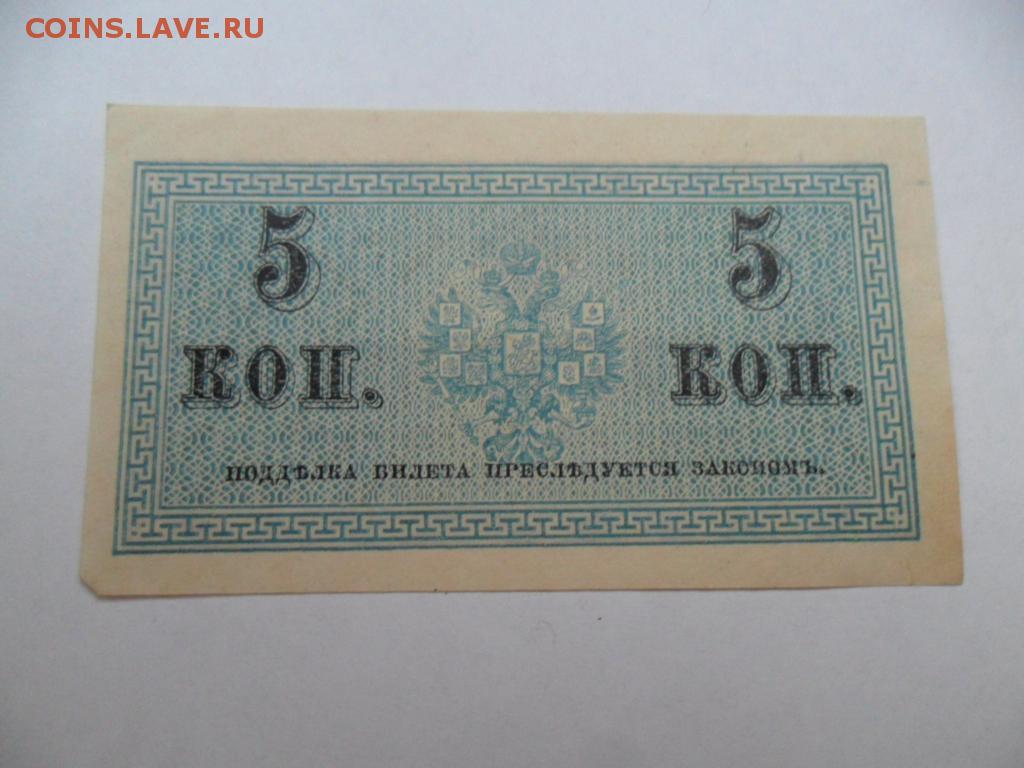 COINS.LAVE.RU
5 5
КОП. КОП.
ПОДДѢЛКА БИЛЕТА ПРЕСЛѢДУЕТСЯ ЗАКОНОМЪ.